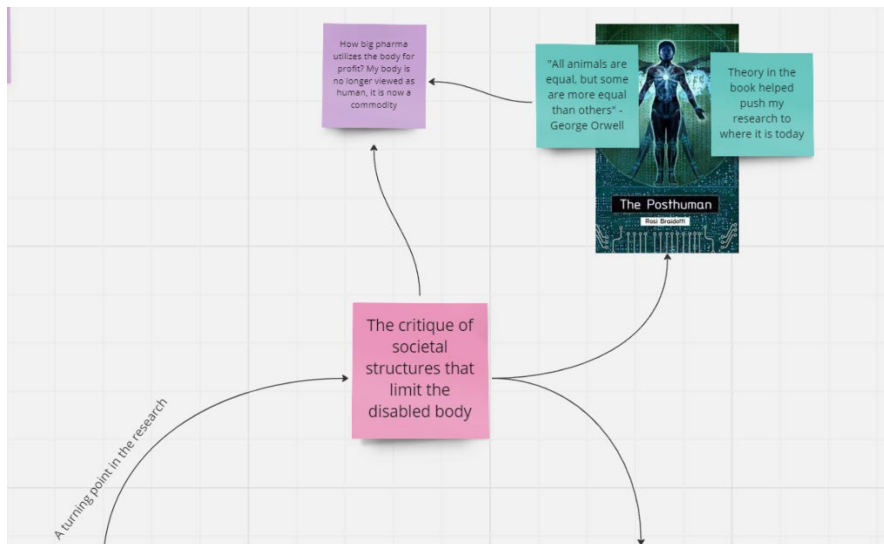 How big pharma
utilizes the body for
profit? My body is
no longer viewed as
human, it is now a
commodity
"All animals are
equal, but some
are more equal
than others" -
George Orwell
Theory in the
book helped
push my
research to
where it is today
The Posthuman
Rosi Braidotti
The critique of
societal
structures that
limit the
disabled body
A turning point in the research